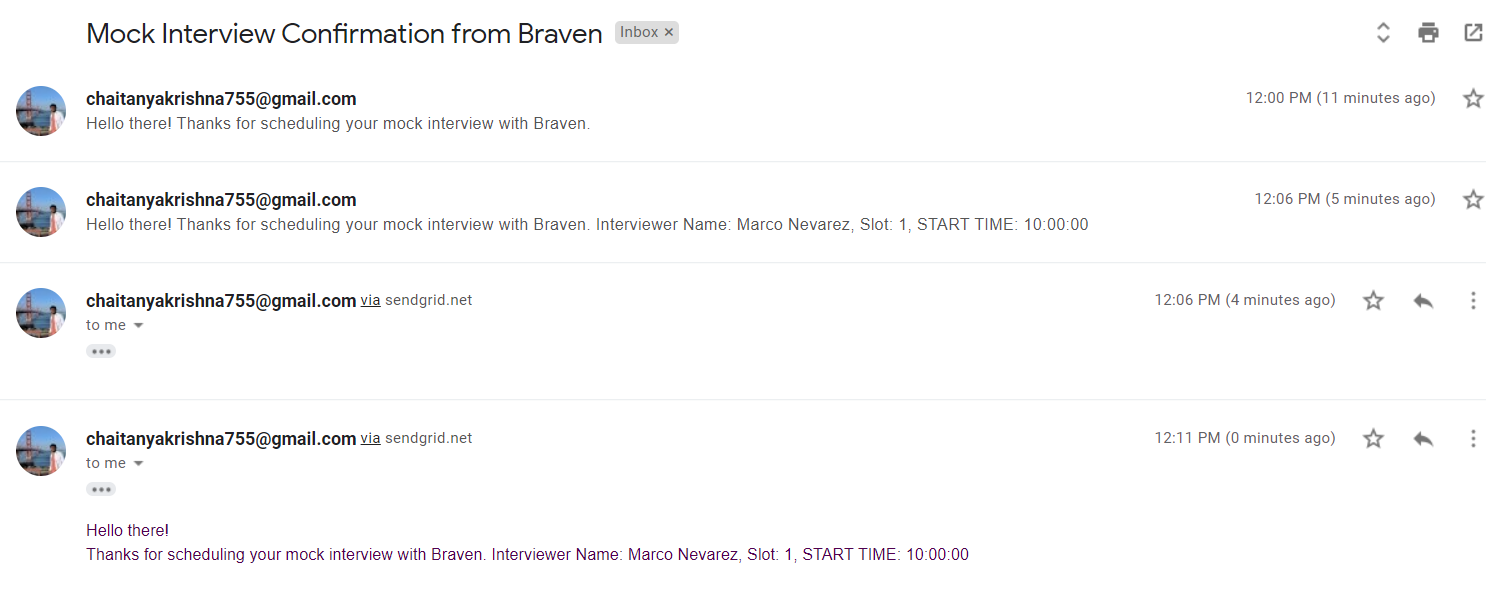 Mock Interview Confirmation from Braven Inbox ×
chaitanyakrishna755@gmail.com 12:00 PM (11 minutes ago)
Hello there! Thanks for scheduling your mock interview with Braven.
chaitanyakrishna755@gmail.com 12:06 PM (5 minutes ago)
Hello there! Thanks for scheduling your mock interview with Braven. Interviewer Name: Marco Nevarez, Slot: 1, START TIME: 10:00:00
chaitanyakrishna755@gmail.com via sendgrid.net 12:06 PM (4 minutes ago)
to me
chaitanyakrishna755@gmail.com via sendgrid.net 12:11 PM (0 minutes ago)
to me
Hello there!
Thanks for scheduling your mock interview with Braven. Interviewer Name: Marco Nevarez, Slot: 1, START TIME: 10:00:00